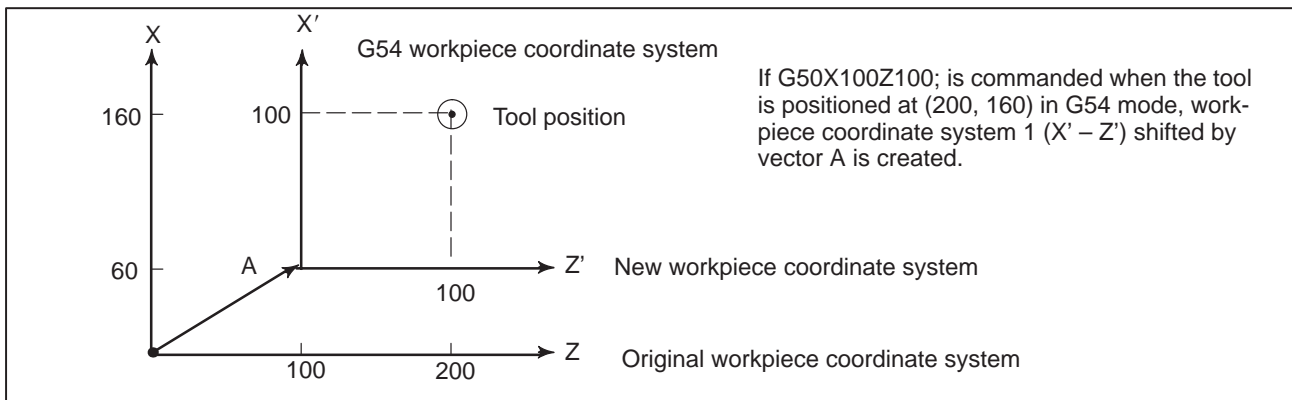 X
X′
G54 workpiece coordinate system
160
100
Tool position
If G50X100Z100; is commanded when the tool
is positioned at (200, 160) in G54 mode, work-
piece coordinate system 1 (X’ – Z’) shifted by
vector A is created.
60
A
Z’
New workpiece coordinate system
100
Z
Original workpiece coordinate system
100
200